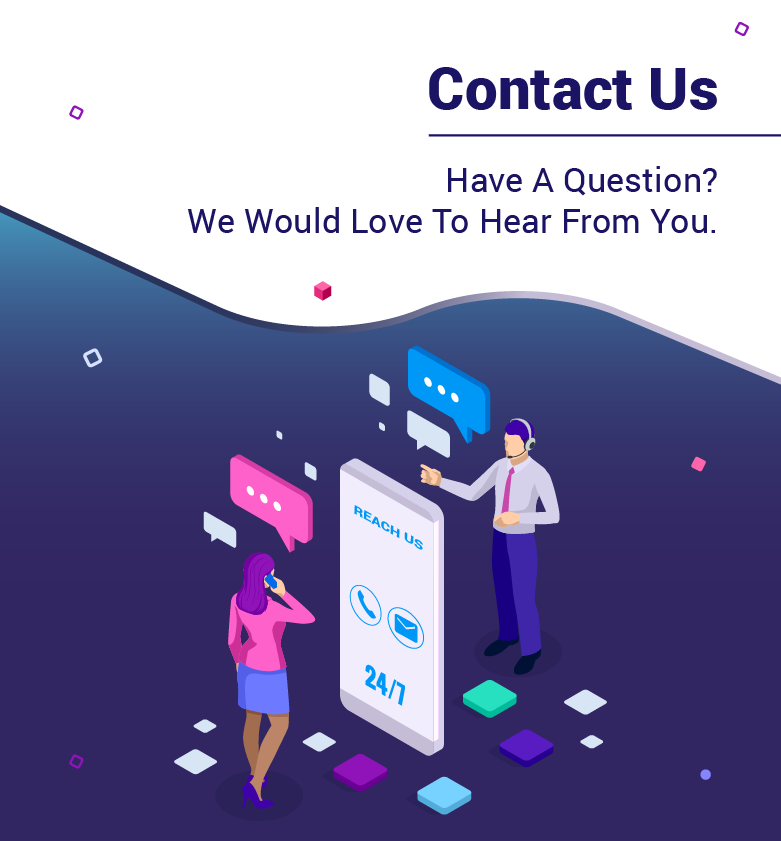 Contact Us
Have A Question?
We Would Love To Hear From You.
REACH US
24/7